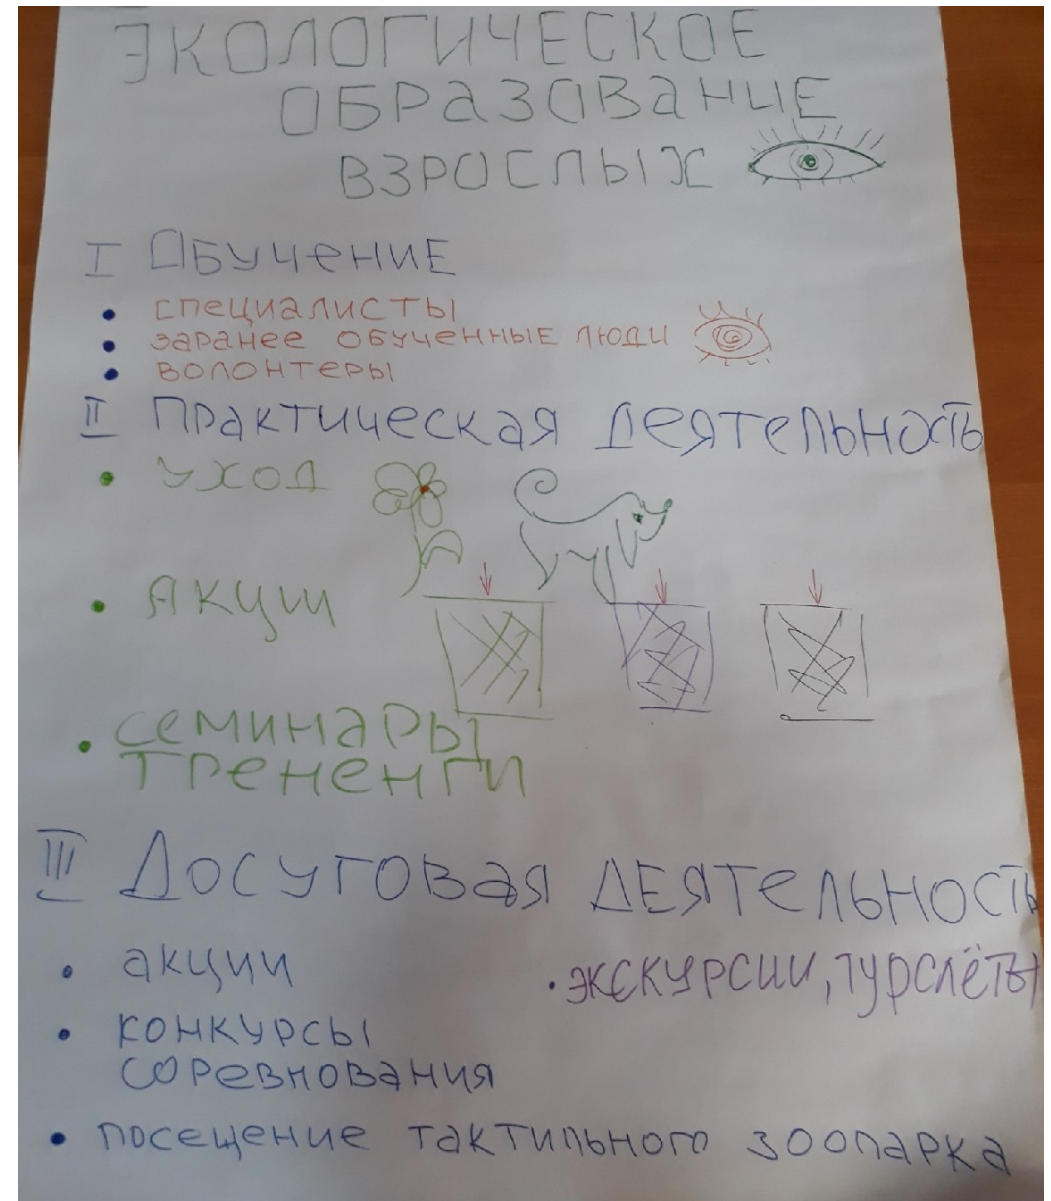 ЭКОЛОГИЧЕСКОЕ
ОБРАЗОВАНИЕ
ВЗРОСЛЫХ
I Обучение
• специалисты
• заранее обученные люди
• волонтеры
II Практическая деятельность
• уход
• Акции
• семинары
трененги
III Досуговая деятельность
• акции
• экскурсии, турслёты
• конкурсы
соревнования
• посещение тактильного зоопарка